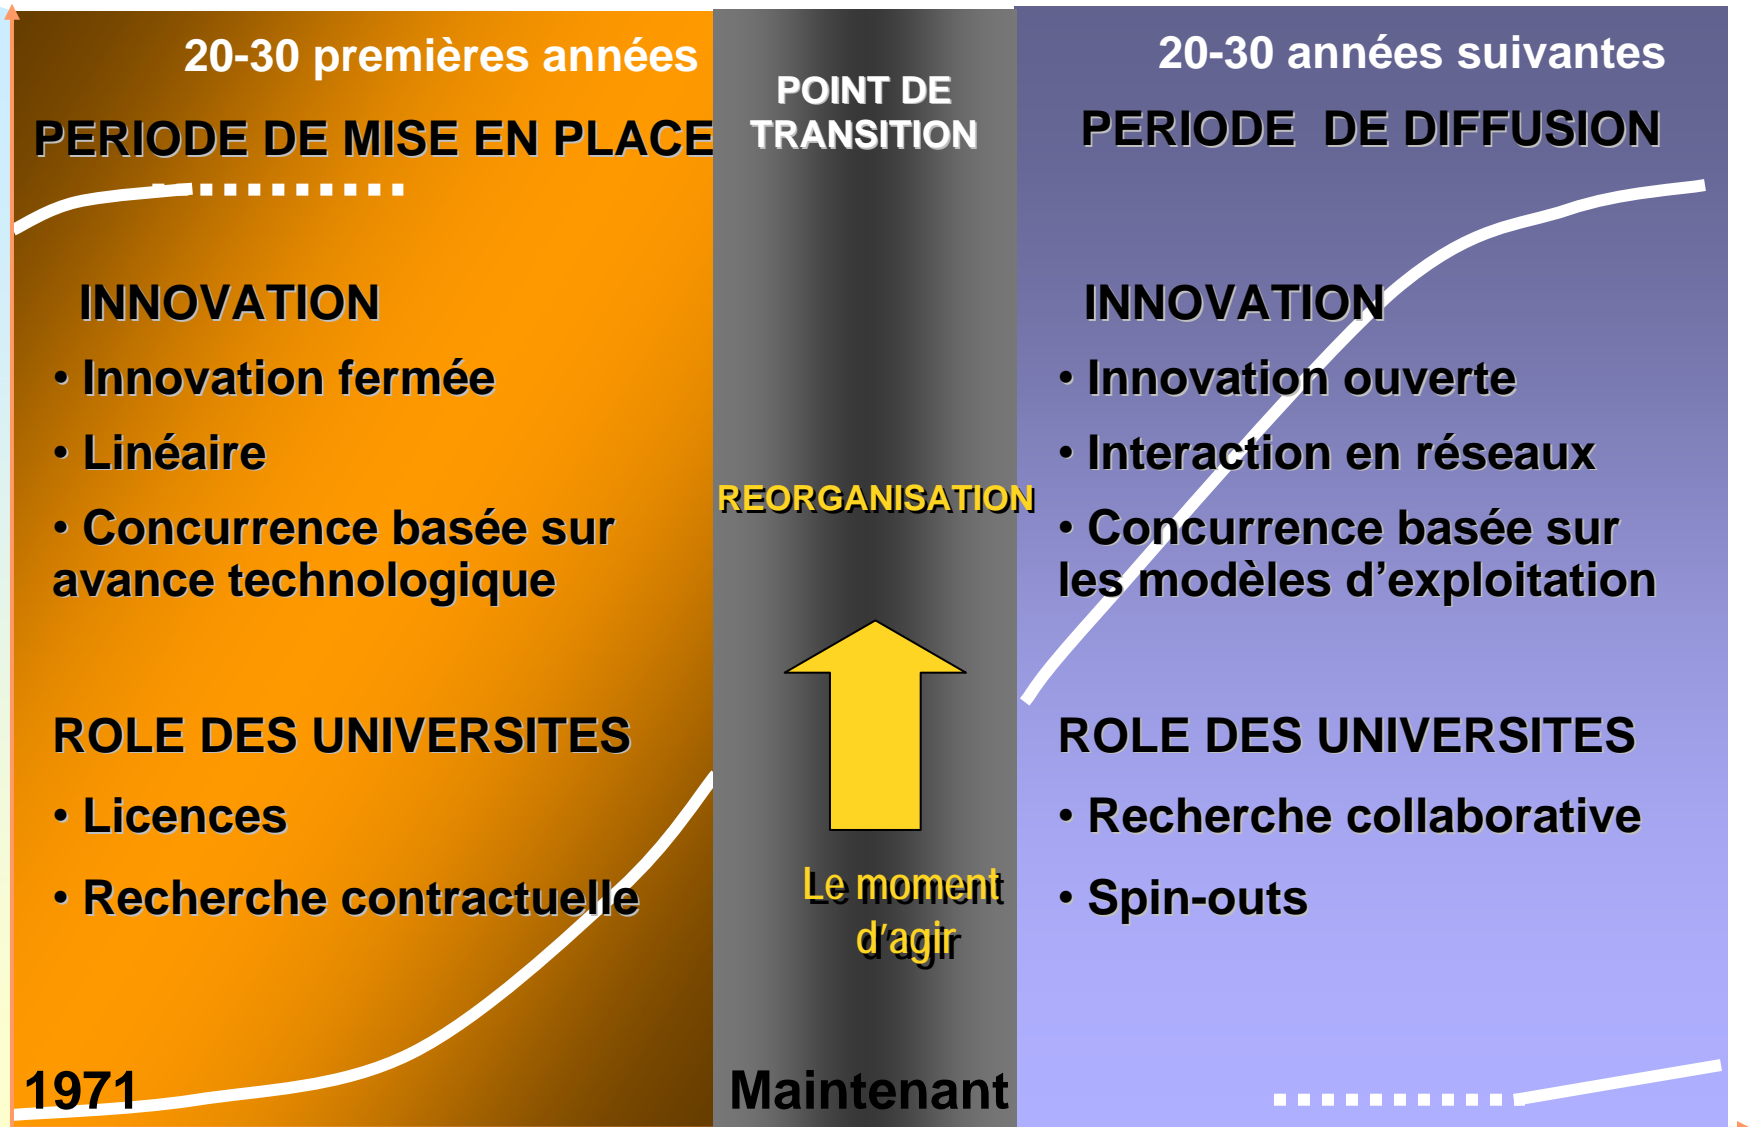 20-30 premières années
PERIODE DE MISE EN PLACE
INNOVATION
• Innovation fermée
• Linéaire
• Concurrence basée sur
avance technologique
ROLE DES UNIVERSITES
• Licences
• Recherche contractuelle
1971
POINT DE
TRANSITION
REORGANISATION
Le moment
d’agir
Maintenant
20-30 années suivantes
PERIODE DE DIFFUSION
INNOVATION
• Innovation ouverte
• Interaction en réseaux
• Concurrence basée sur
les modèles d’exploitation
ROLE DES UNIVERSITES
• Recherche collaborative
• Spin-outs